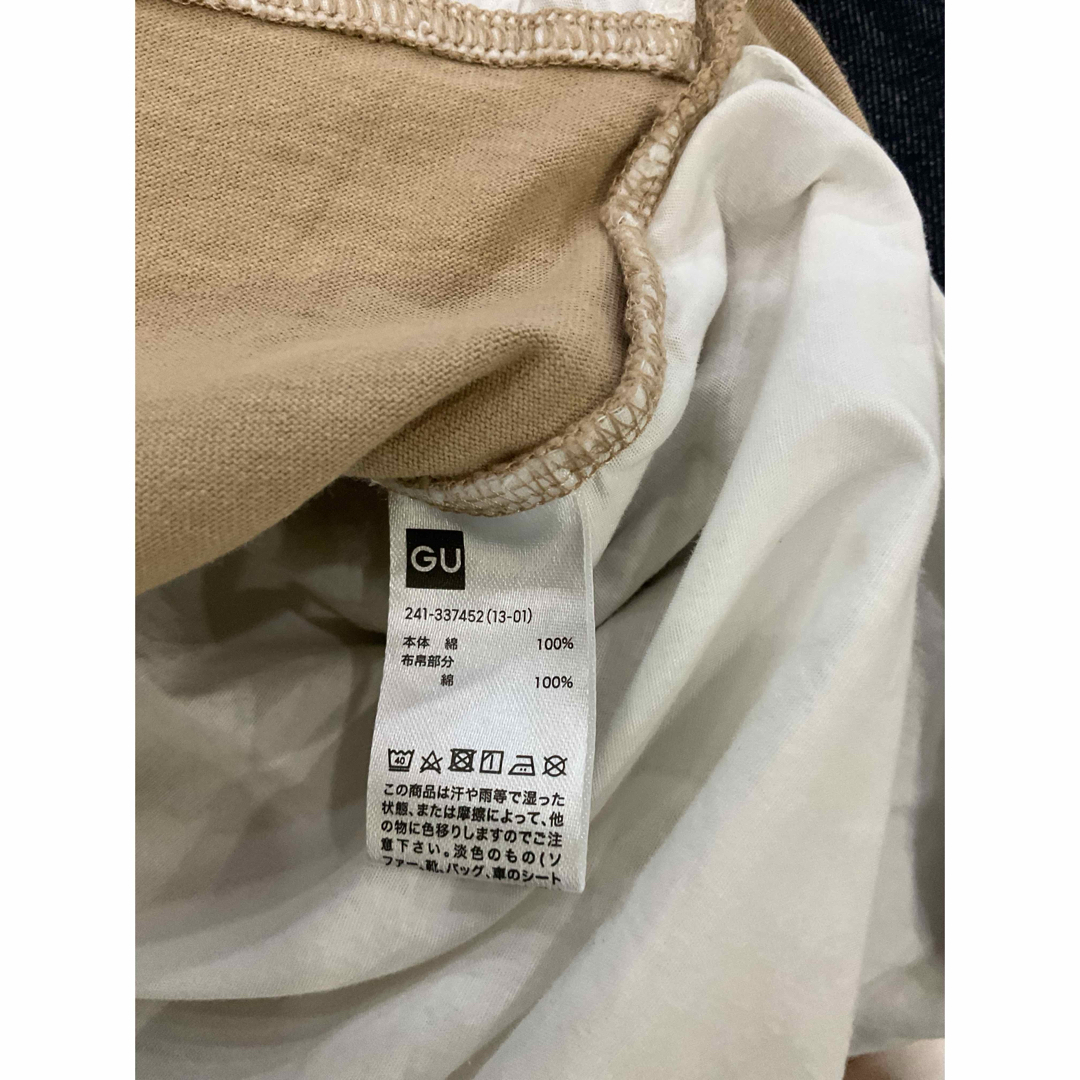 GU
241-337452(13-01)
本体 綿 100%
布帛部分
綿 100%
40
この商品は汗や雨等で湿った
状態、または摩擦によって、他
の物に色移りしますのでご注
意下さい。淡色のもの(ソ
ファー、靴、バッグ、車のシート